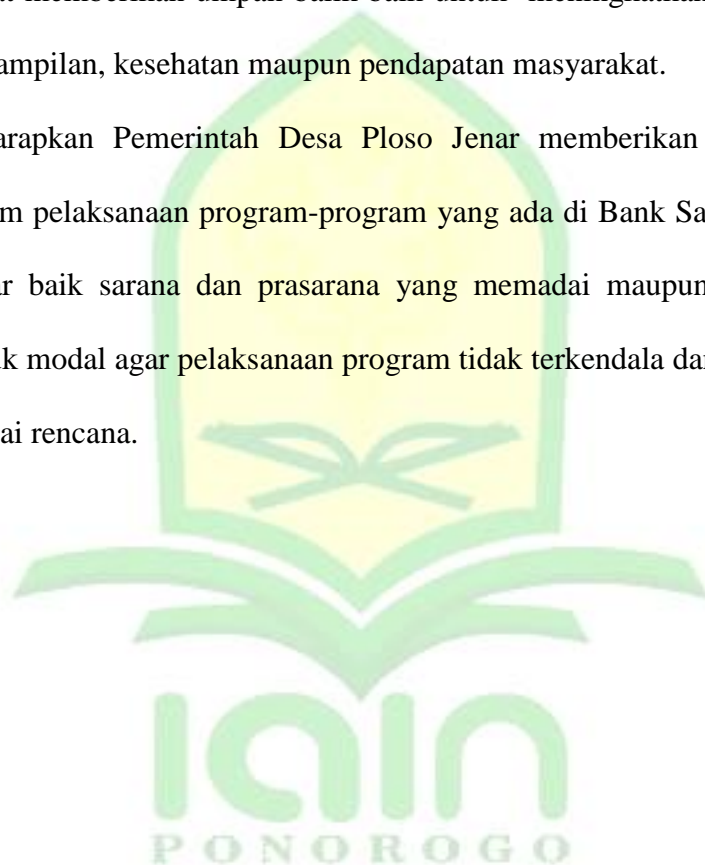 memberikan umpan balik baik untuk meningkatkan
ampilan, kesehatan maupun pendapatan masyarakat.
arapkan Pemerintah Desa Ploso Jenar memberikan
m pelaksanaan program-program yang ada di Bank Sa
r baik sarana dan prasarana yang memadai maupun
k modal agar pelaksanaan program tidak terkendala da
ai rencana.
iain
PONOROGO